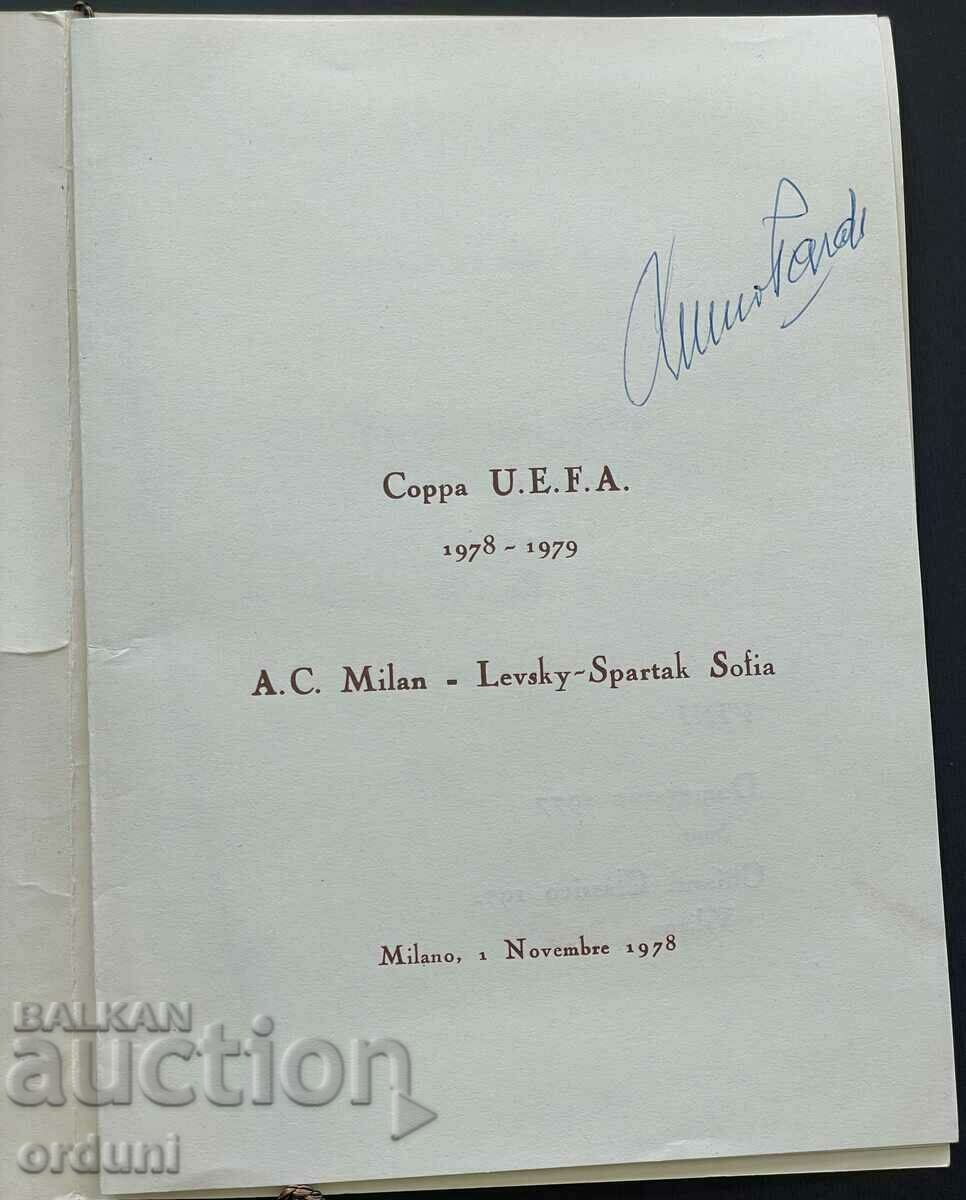 Coppa U.E.F.A.
1978 - 1979
A.C. Milan - Levsky-Spartak Sofia
Milano, 1 Novembre 1978
BALKAN
auction
orduni